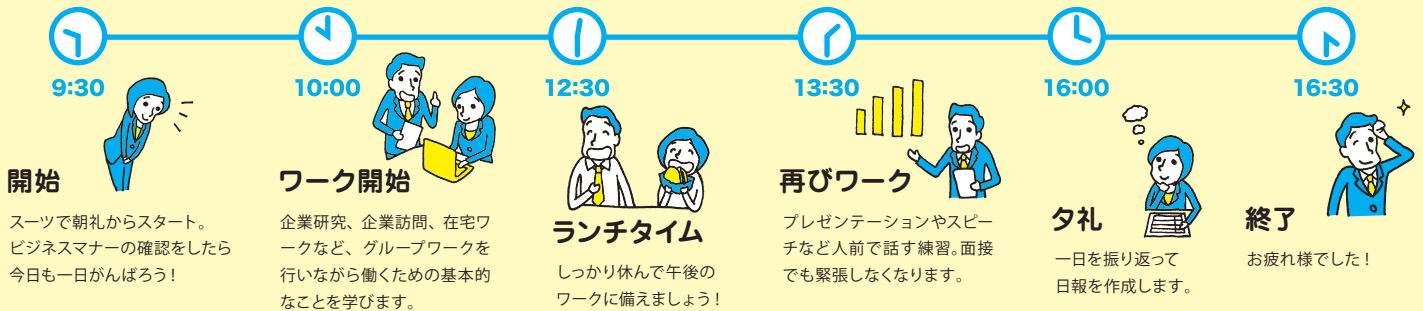 9:30
開始
スーツで朝礼からスタート。
ビジネスマナーの確認をしたら
今日も一日がんばろう！
10:00
ワーク開始
企業研究、企業訪問、在宅ワ
ークなど、グループワークを
行いながら働くための基本的
なことを学びます。
12:30
ランチタイム
しっかり休んで午後の
ワークに備えましょう！
13:30
再びワーク
プレゼンテーションやスピー
チなど人前で話す練習。面接
でも緊張しなくなります。
16:00
夕礼
一日を振り返って
日報を作成します。
16:30
終了
お疲れ様でした！